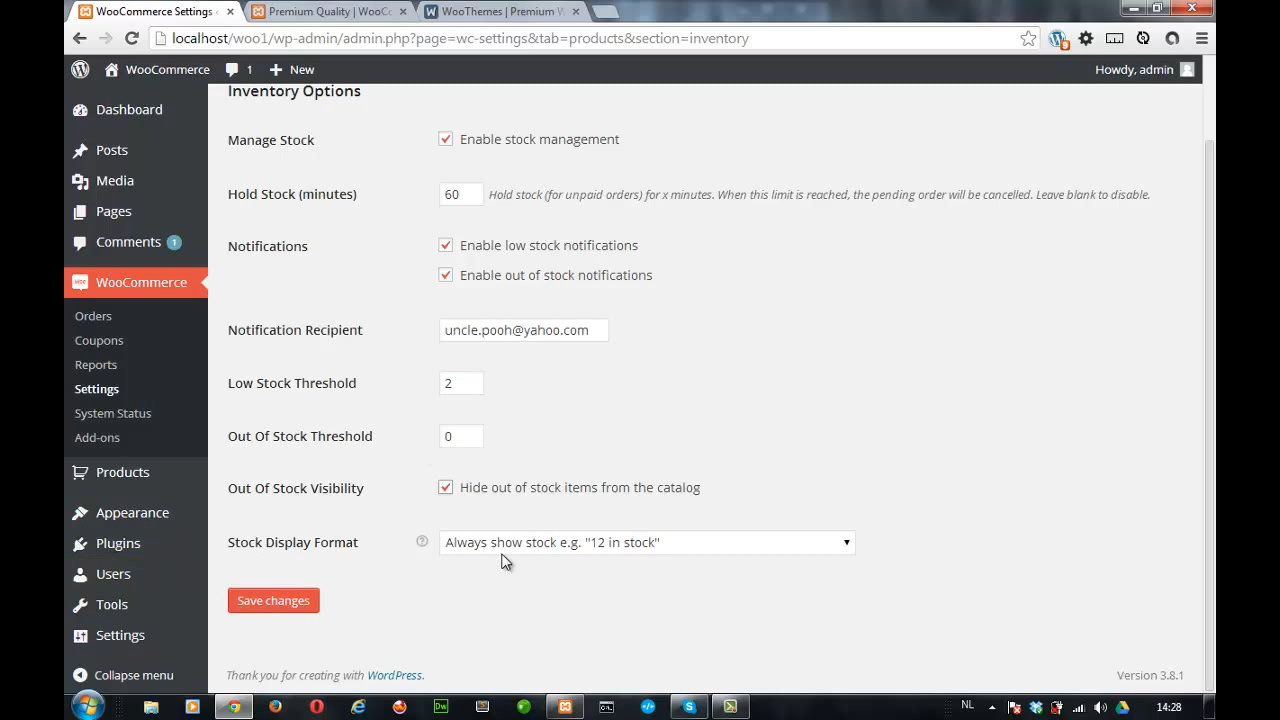 WooCommerce Settings
Premium Quality | WooC
WooThemes | Premium W
localhost/woo1/wp-admin/admin.php?page=wc-settings&tab=products&section=inventory
9
WooCommerce
1
New
Howdy, admin
Dashboard
Posts
Media
Pages
Comments 1
WooCommerce
Orders
Coupons
Reports
Settings
System Status
Add-ons
Products
Appearance
Plugins
Users
Tools
Settings
Collapse menu
Inventory Options
Manage Stock
Enable stock management
Hold Stock (minutes)
60
Hold stock (for unpaid orders) for x minutes. When this limit is reached, the pending order will be cancelled. Leave blank to disable.
Notifications
Enable low stock notifications
Enable out of stock notifications
Notification Recipient
uncle.pooh@yahoo.com
Low Stock Threshold
2
Out Of Stock Threshold
0
Out Of Stock Visibility
Hide out of stock items from the catalog
Stock Display Format
Always show stock e.g. "12 in stock"
Save changes
Thank you for creating with WordPress.
Version 3.8.1
Dw
NL
14:28